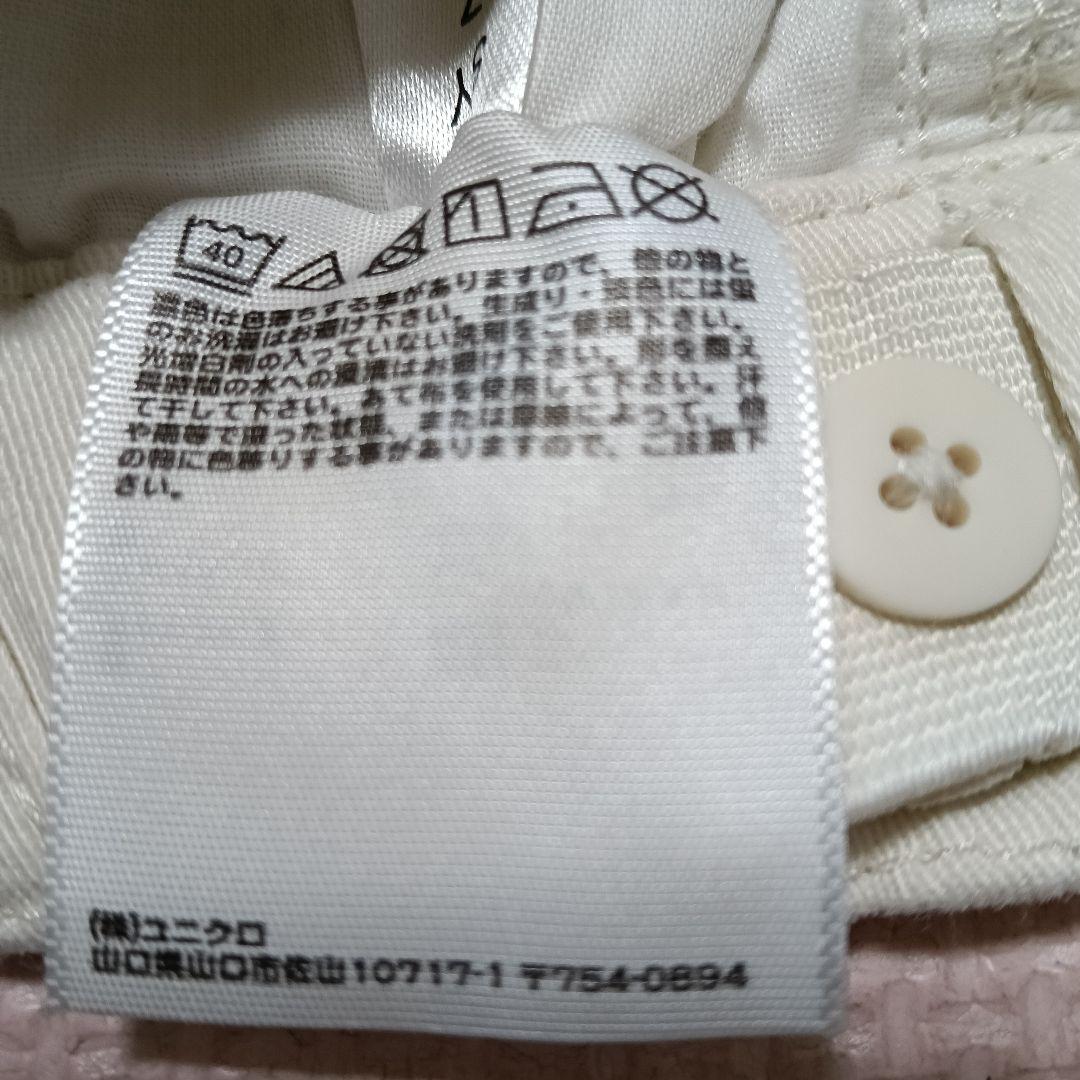 40
濃色は色落ちする事がありますので、他の物と
のお洗濯はお避け下さい。生成り・淡色には蛍
光増白剤の入っていない洗剤をご使用下さい。
長時間の水への浸漬はお避け下さい。形を整え
て干して下さい。あて布を使用して下さい。汗
や雨等で湿った状態、または摩擦によって、他
の物に色移りする事がありますので、ご注意下
さい。
(株)ユニクロ
山口県山口市佐山10717-1 〒754-0894